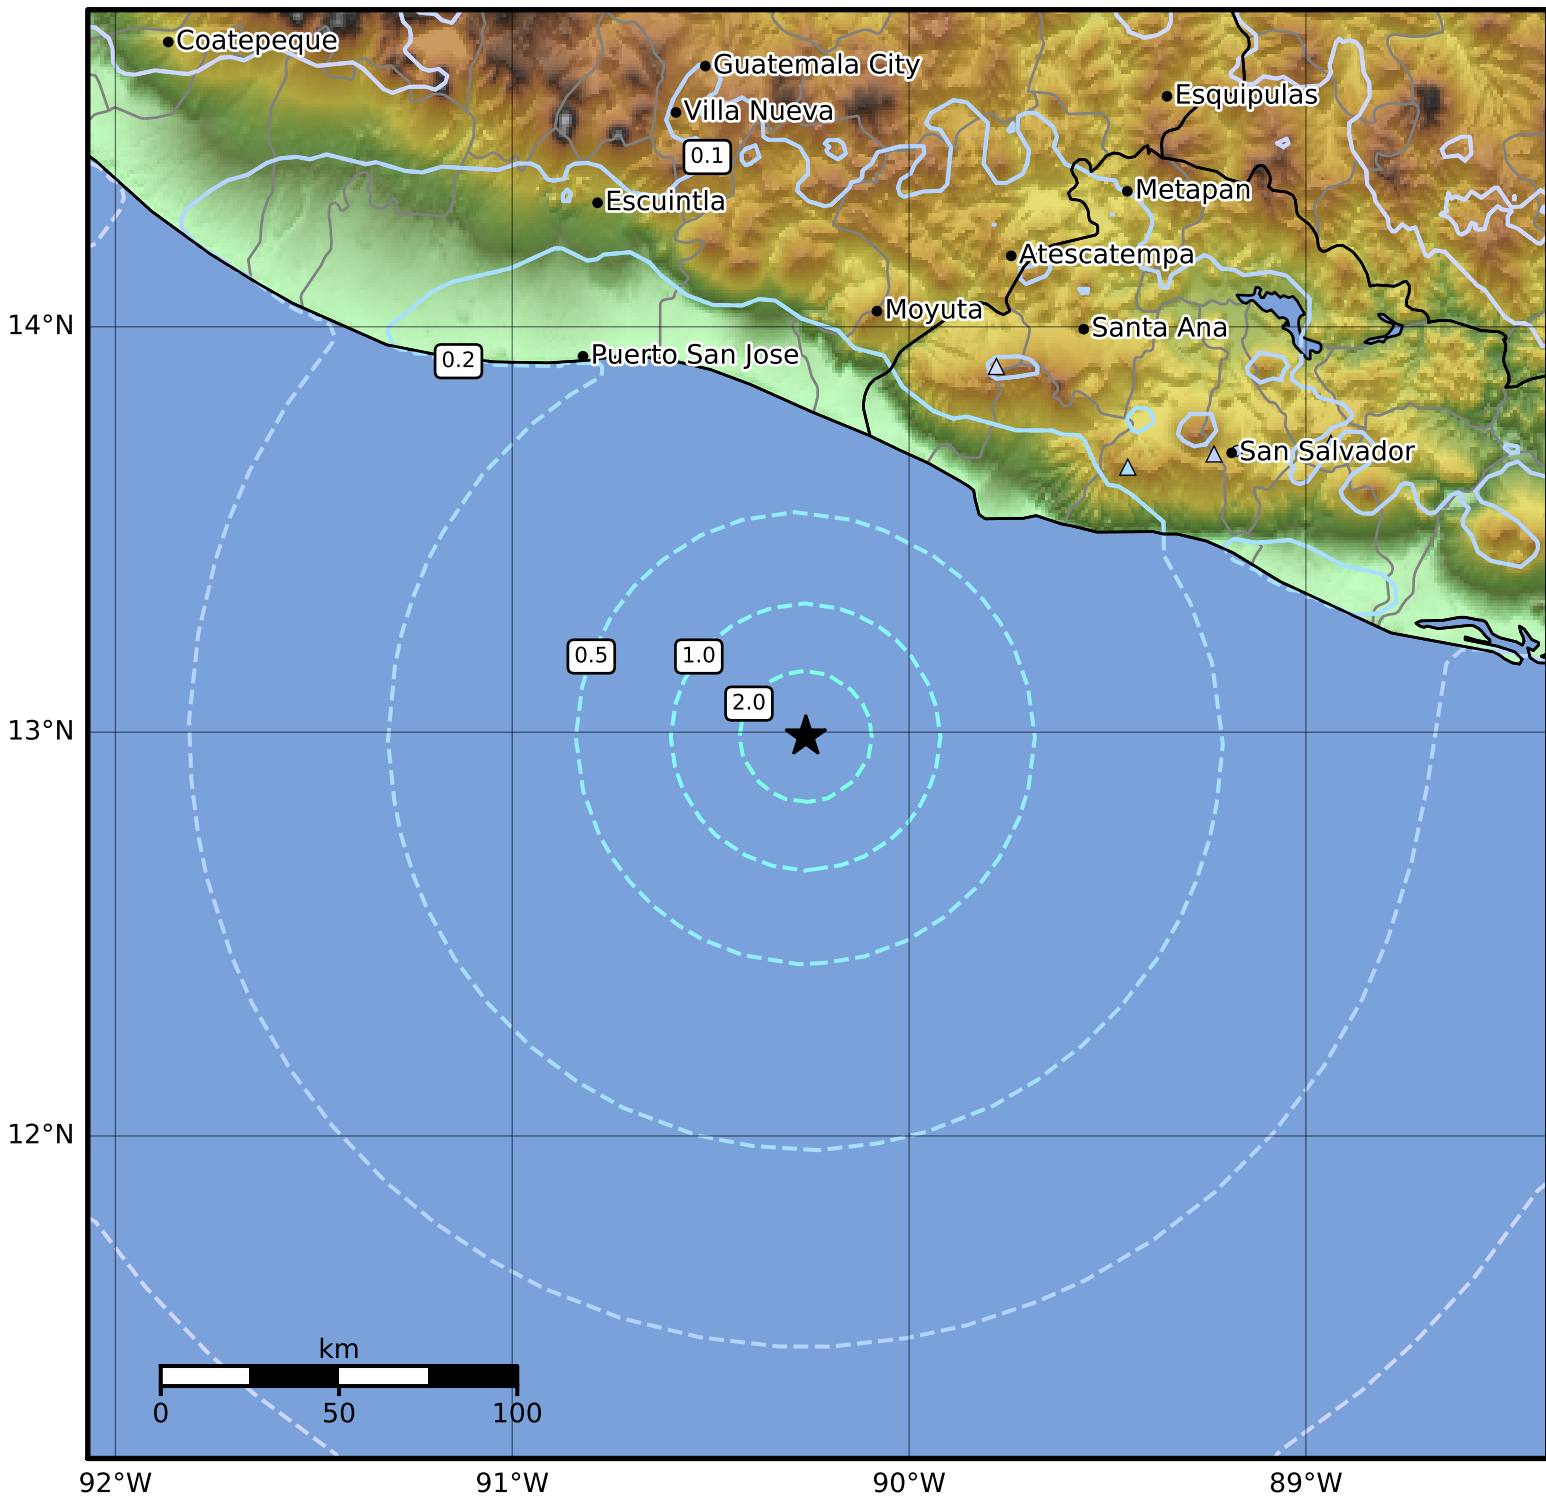 Coatepeque
Guatemala City
Esquipulas
Villa Nueva
0.1
Metapan
Escuintla
Atescatempa
Moyuta
14°N
Santa Ana
0.2
Puerto San Jose
San Salvador
0.5
1.0
2.0
13°N
12°N
km
0 50 100
92°W 91°W 90°W 89°W